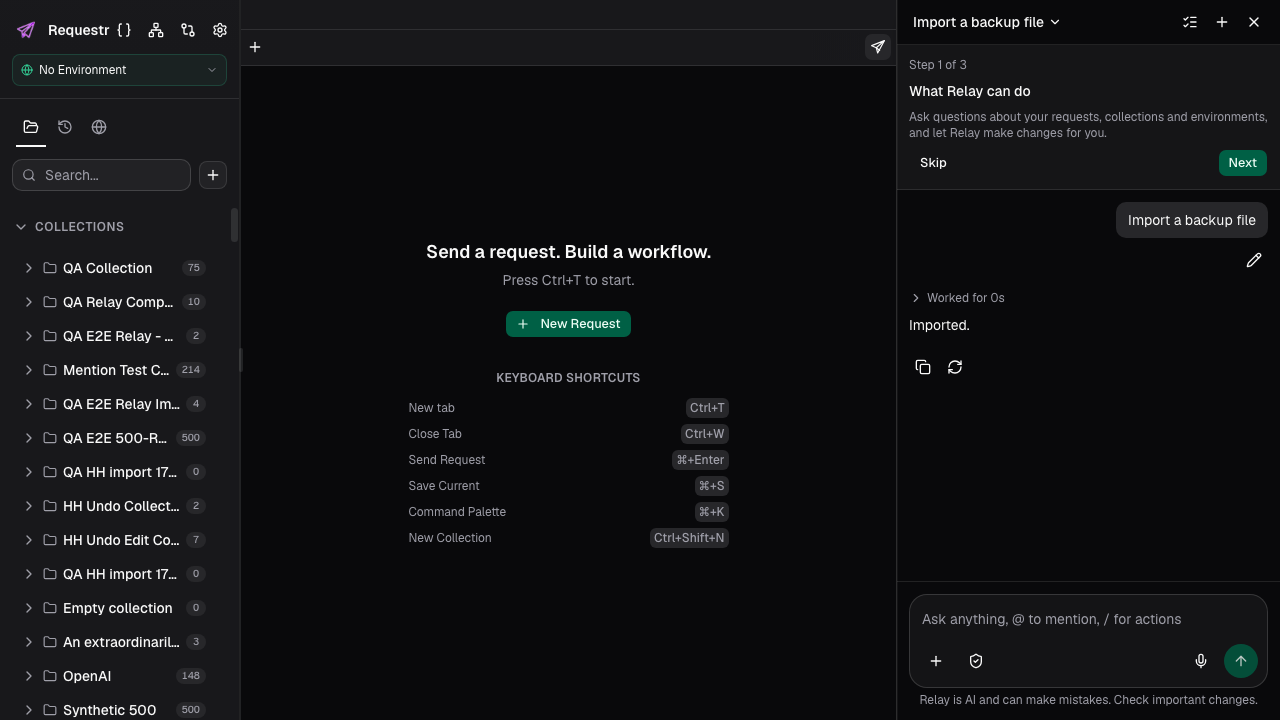 Requestr
No Environment
Search...
COLLECTIONS
QA Collection 75
QA Relay Comp... 10
QA E2E Relay - ... 2
Mention Test C... 214
QA E2E Relay Im... 4
QA E2E 500-R... 500
QA HH import 17... 0
HH Undo Collect... 2
HH Undo Edit Co... 7
QA HH import 17... 0
Empty collection 0
An extraordinaril... 3
OpenAI 148
Synthetic 500 500
Send a request. Build a workflow.
Press Ctrl+T to start.
New Request
KEYBOARD SHORTCUTS
New tab Ctrl+T
Close Tab Ctrl+W
Send Request ⌘+Enter
Save Current ⌘+S
Command Palette ⌘+K
New Collection Ctrl+Shift+N
Import a backup file
Step 1 of 3
What Relay can do
Ask questions about your requests, collections and environments,
and let Relay make changes for you.
Skip Next
Import a backup file
Worked for 0s
Imported.
Ask anything, @ to mention, / for actions
Relay is AI and can make mistakes. Check important changes.